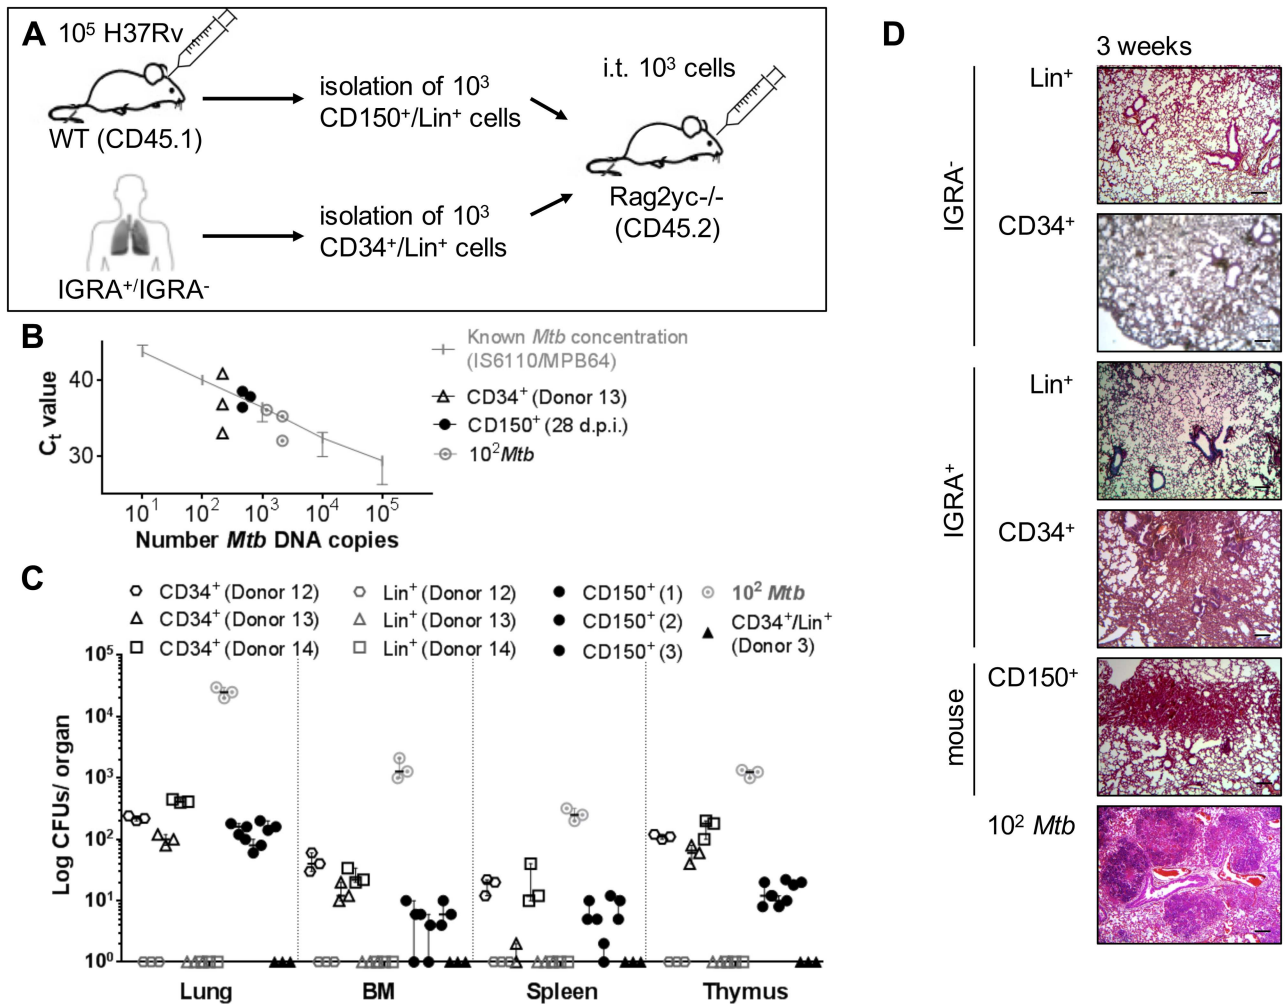 A
10⁵ H37Rv
WT (CD45.1)
isolation of 10³
CD150⁺/Lin⁺ cells
i.t. 10³ cells
Rag2γc-/-
(CD45.2)
isolation of 10³
CD34⁺/Lin⁺ cells
IGRA⁺/IGRA⁻
B
Cₜ value
40
30
10¹ 10² 10³ 10⁴ 10⁵
Number Mtb DNA copies
Known Mtb concentration
(IS6110/MPB64)
CD34⁺ (Donor 13)
CD150⁺ (28 d.p.i.)
10² Mtb
C
CD34⁺ (Donor 12)
CD34⁺ (Donor 13)
CD34⁺ (Donor 14)
Lin⁺ (Donor 12)
Lin⁺ (Donor 13)
Lin⁺ (Donor 14)
CD150⁺ (1)
CD150⁺ (2)
CD150⁺ (3)
10² Mtb
CD34⁺/Lin⁺
(Donor 3)
Log CFUs/ organ
10⁵
10⁴
10³
10²
10¹
10⁰
Lung BM Spleen Thymus
D
3 weeks
IGRA⁻
Lin⁺
CD34⁺
IGRA⁺
Lin⁺
CD34⁺
mouse
CD150⁺
10² Mtb